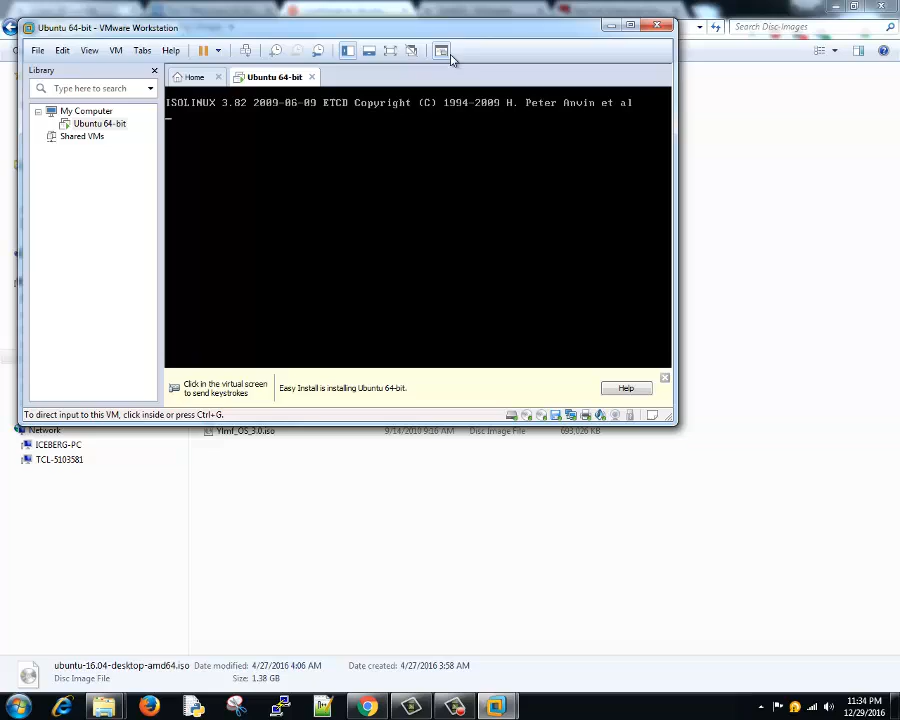 Ubuntu 64-bit - VMware Workstation
File Edit View VM Tabs Help
Search Disc-Images
Library
Home
Ubuntu 64-bit
Type here to search
My Computer
Ubuntu 64-bit
Shared VMs
ISOLINUX 3.82 2009-06-09 ETCD Copyright (C) 1994-2009 H. Peter Anvin et al
Click in the virtual screen
to send keystrokes
Easy Install is installing Ubuntu 64-bit.
Help
To direct input to this VM, click inside or press Ctrl+G.
Network
Ylmf_OS_3.0.iso 9/14/2010 9:16 AM Disc Image File 693,026 KB
ICEBERG-PC
TCL-5103581
ubuntu-16.04-desktop-amd64.iso Date modified: 4/27/2016 4:06 AM Date created: 4/27/2016 3:58 AM
Disc Image File Size: 1.38 GB
11:34 PM
12/29/2016